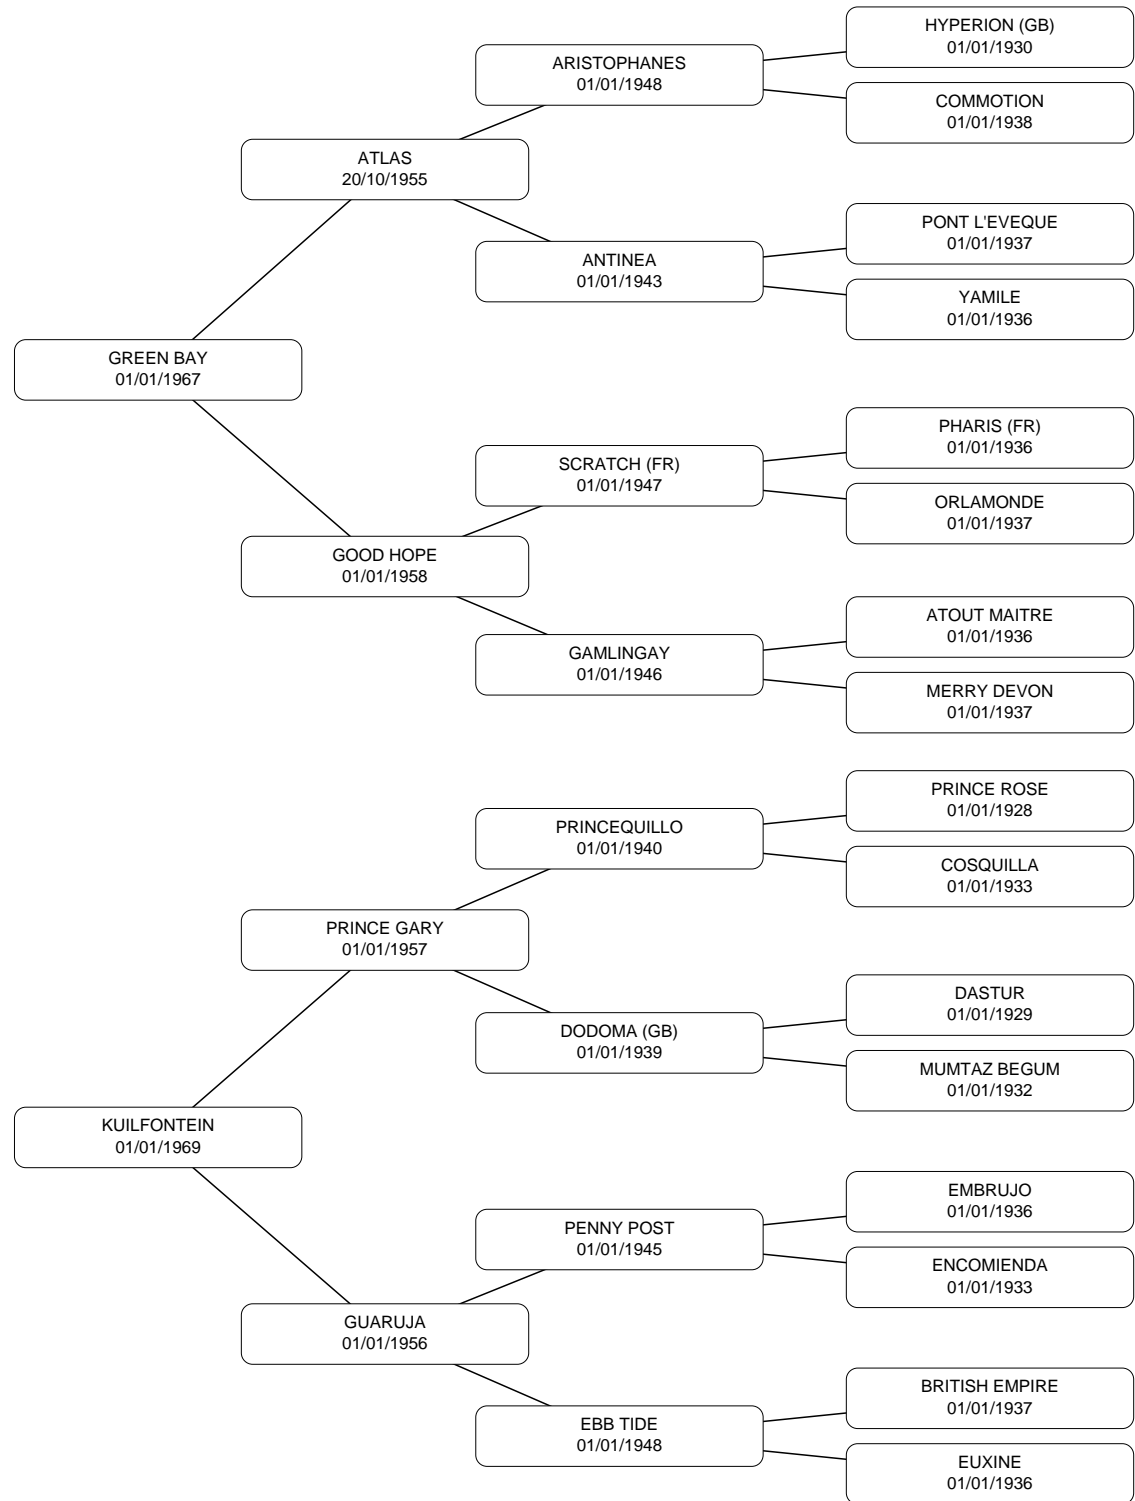 HYPERION (GB)
01/01/1930
ARISTOPHANES
01/01/1948
COMMOTION
01/01/1938
ATLAS
20/10/1955
PONT L'EVEQUE
01/01/1937
ANTINEA
01/01/1943
YAMILE
01/01/1936
GREEN BAY
01/01/1967
PHARIS (FR)
01/01/1936
SCRATCH (FR)
01/01/1947
ORLAMONDE
01/01/1937
GOOD HOPE
01/01/1958
ATOUT MAITRE
01/01/1936
GAMLINGAY
01/01/1946
MERRY DEVON
01/01/1937
PRINCE ROSE
01/01/1928
PRINCEQUILLO
01/01/1940
COSQUILLA
01/01/1933
PRINCE GARY
01/01/1957
DASTUR
01/01/1929
DODOMA (GB)
01/01/1939
MUMTAZ BEGUM
01/01/1932
KUILFONTEIN
01/01/1969
EMBRUJO
01/01/1936
PENNY POST
01/01/1945
ENCOMIENDA
01/01/1933
GUARUJA
01/01/1956
BRITISH EMPIRE
01/01/1937
EBB TIDE
01/01/1948
EUXINE
01/01/1936